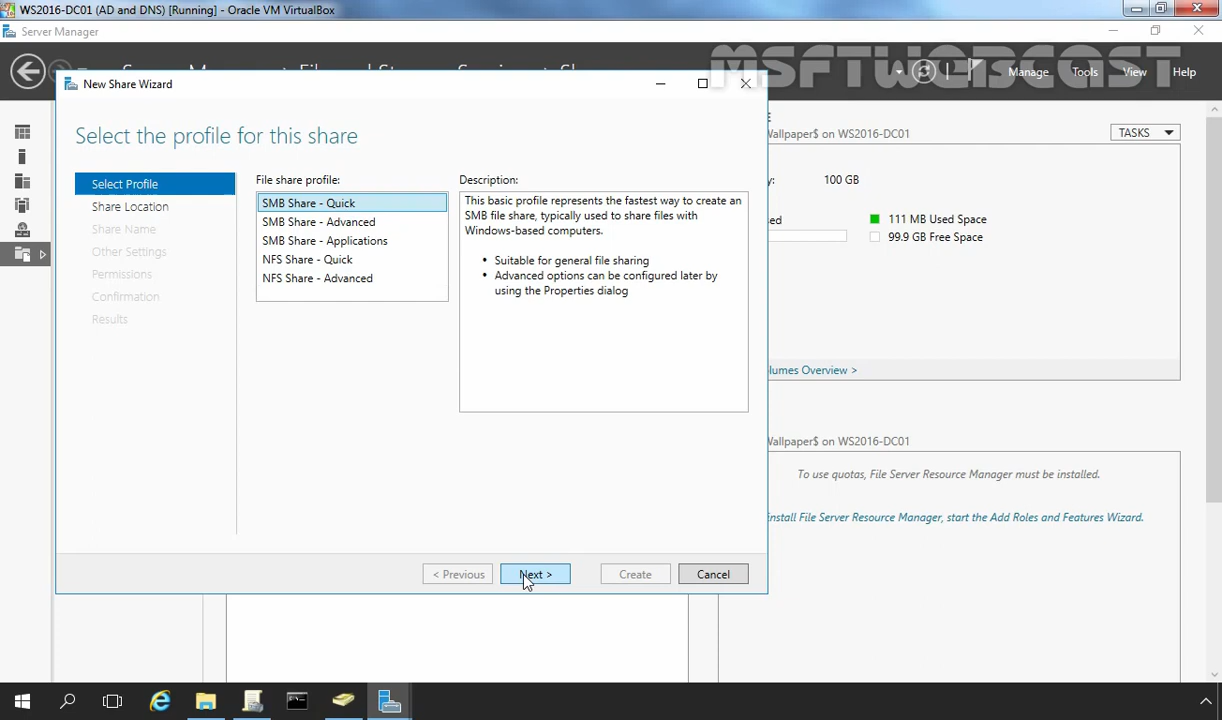 WS2016-DC01 (AD and DNS) [Running] - Oracle VM VirtualBox
Server Manager
MSFTWEBCAST
Manage Tools View Help
New Share Wizard
Select the profile for this share
Wallpaper$ on WS2016-DC01
TASKS
Select Profile
Share Location
Share Name
Other Settings
Permissions
Confirmation
Results
File share profile:
SMB Share - Quick
SMB Share - Advanced
SMB Share - Applications
NFS Share - Quick
NFS Share - Advanced
Description:
This basic profile represents the fastest way to create an
SMB file share, typically used to share files with
Windows-based computers.
• Suitable for general file sharing
• Advanced options can be configured later by
using the Properties dialog
100 GB
111 MB Used Space
99.9 GB Free Space
Overview >
Wallpaper$ on WS2016-DC01
To use quotas, File Server Resource Manager must be installed.
install File Server Resource Manager, start the Add Roles and Features Wizard.
< Previous
Next >
Create
Cancel